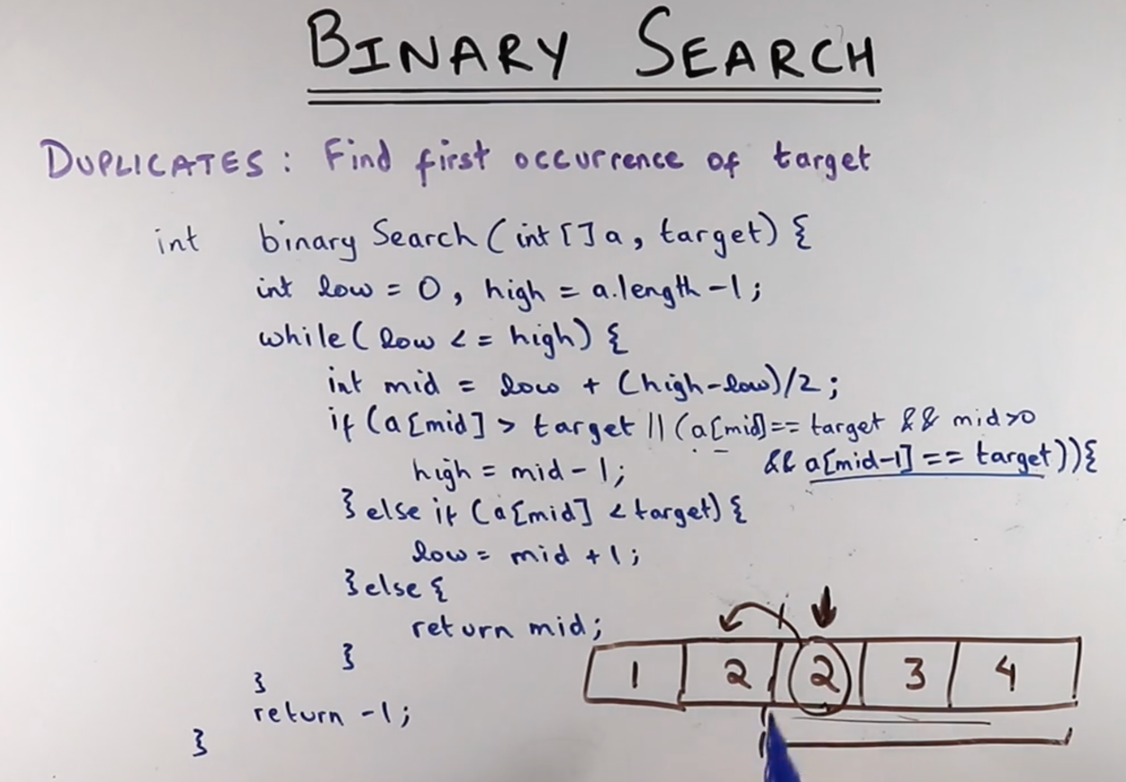 BINARY SEARCH
DUPLICATES: Find first occurrence of target
int binary Search (int [] a, target) {
int low = 0, high = a.length-1;
while( low <= high) {
int mid = low + (high-low)/2;
if (a[mid] > target || (a[mid]== target && mid>0
&& a[mid-1] == target)){
high = mid - 1;
} else if (a[mid] < target) {
low = mid + 1;
} else {
return mid;
}
}
return -1;
}
1 2 2 3 4